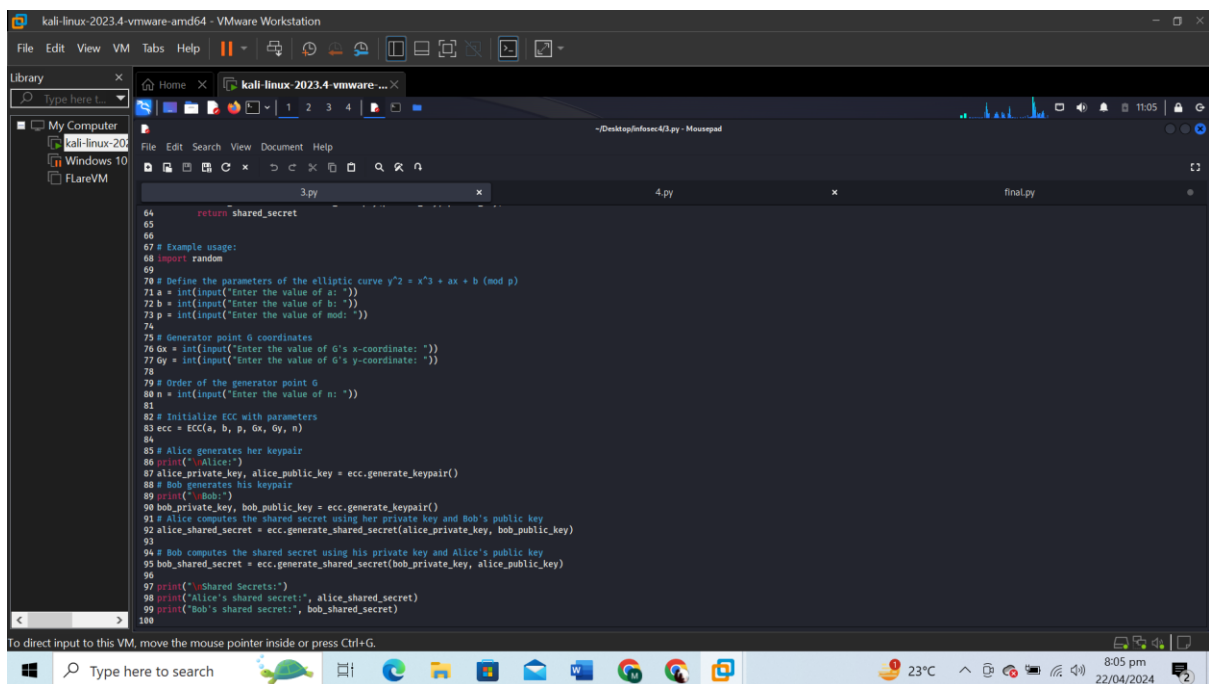 kali-linux-2023.4-vmware-amd64 - VMware Workstation
File Edit View VM Tabs Help
Library
Type here t...
Home
kali-linux-2023.4-vmware-...
1 2 3 4
11:05
My Computer
kali-linux-202
Windows 10
FLareVM
~/Desktop/infosec4/3.py - Mousepad
File Edit Search View Document Help
3.py
4.py
final.py
64 return shared_secret
65
66
67 # Example usage:
68 import random
69
70 # Define the parameters of the elliptic curve y^2 = x^3 + ax + b (mod p)
71 a = int(input("Enter the value of a: "))
72 b = int(input("Enter the value of b: "))
73 p = int(input("Enter the value of mod: "))
74
75 # Generator point G coordinates
76 Gx = int(input("Enter the value of G's x-coordinate: "))
77 Gy = int(input("Enter the value of G's y-coordinate: "))
78
79 # Order of the generator point G
80 n = int(input("Enter the value of n: "))
81
82 # Initialize ECC with parameters
83 ecc = ECC(a, b, p, Gx, Gy, n)
84
85 # Alice generates her keypair
86 print("\nAlice:")
87 alice_private_key, alice_public_key = ecc.generate_keypair()
88 # Bob generates his keypair
89 print("\nBob:")
90 bob_private_key, bob_public_key = ecc.generate_keypair()
91 # Alice computes the shared secret using her private key and Bob's public key
92 alice_shared_secret = ecc.generate_shared_secret(alice_private_key, bob_public_key)
93
94 # Bob computes the shared secret using his private key and Alice's public key
95 bob_shared_secret = ecc.generate_shared_secret(bob_private_key, alice_public_key)
96
97 print("\nShared Secrets:")
98 print("Alice's shared secret:", alice_shared_secret)
99 print("Bob's shared secret:", bob_shared_secret)
100
To direct input to this VM, move the mouse pointer inside or press Ctrl+G.
Type here to search
23°C
8:05 pm
22/04/2024